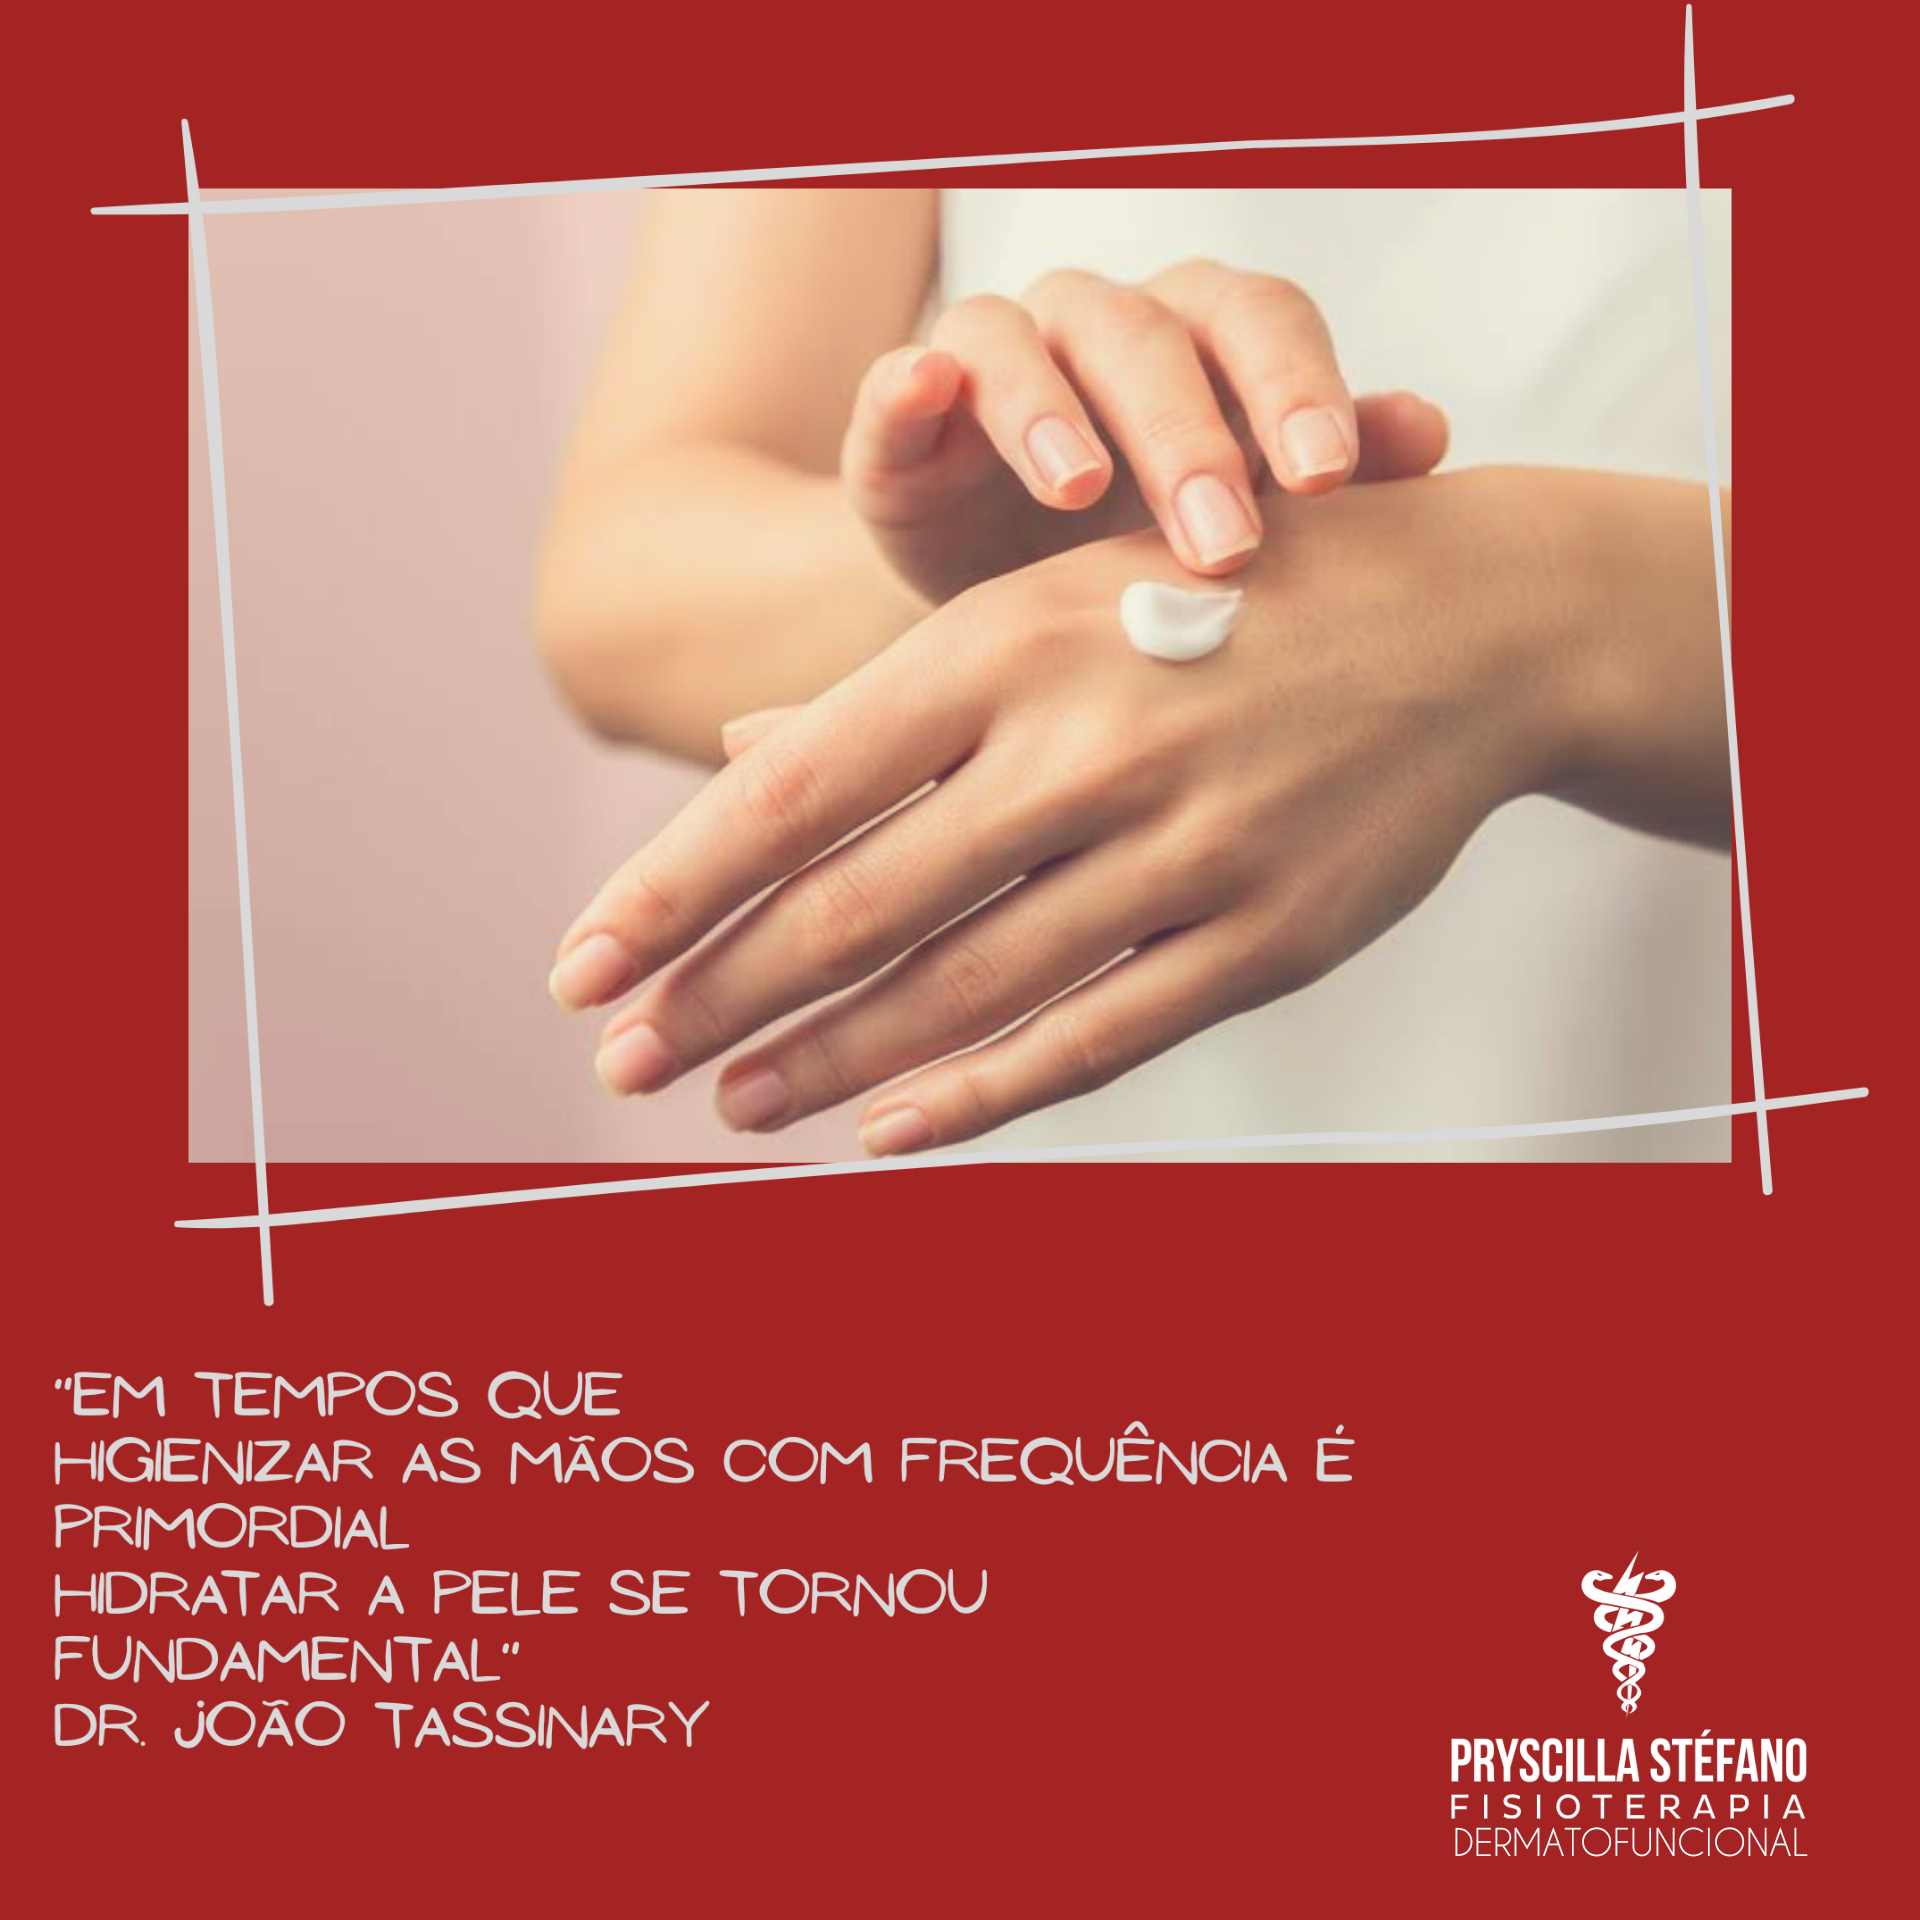 "EM TEMPOS QUE
HIGIENIZAR AS MÃOS COM FREQUÊNCIA É
PRIMORDIAL
HIDRATAR A PELE SE TORNOU
FUNDAMENTAL"
DR. JOÃO TASSINARY
PRYSCILLA STÉFANO
FISIOTERAPIA
DERMATOFUNCIONAL